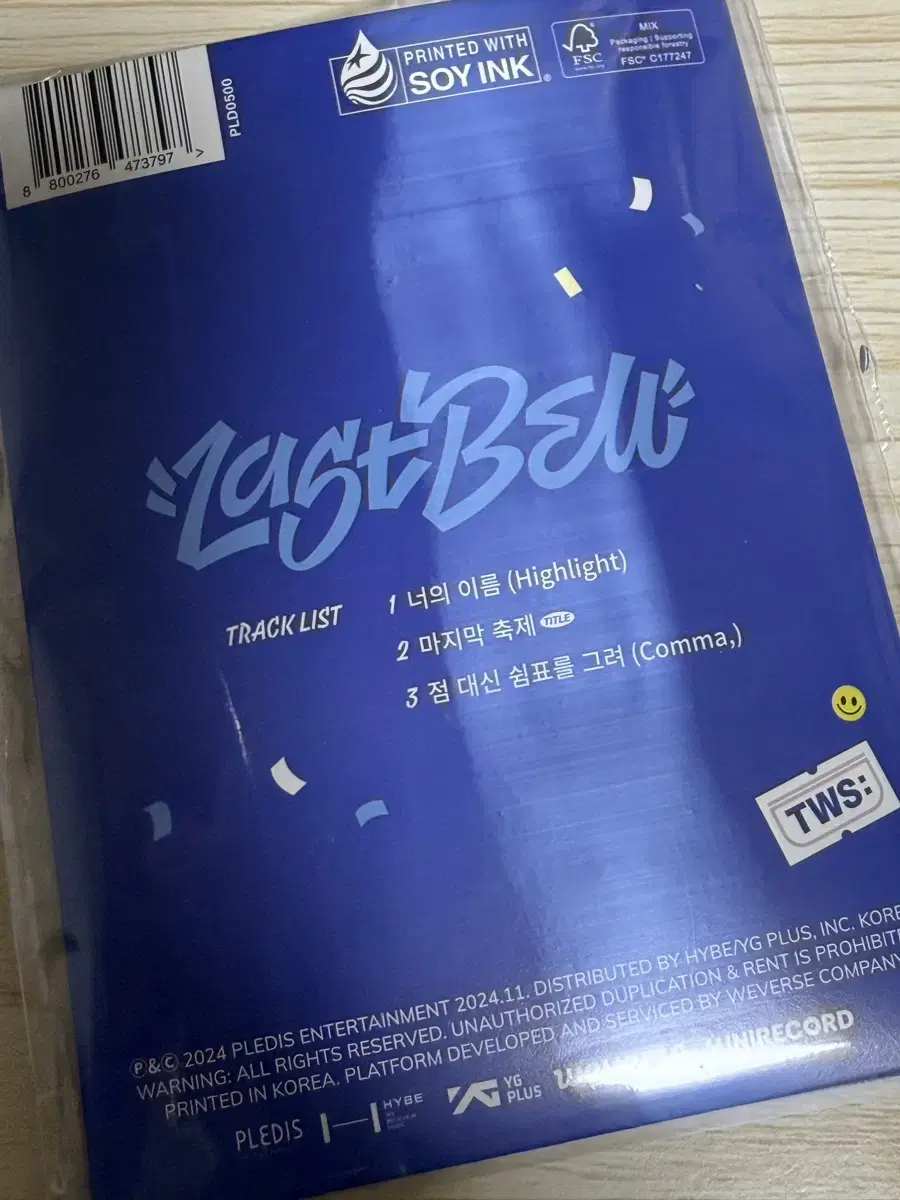 8 800276 473797 >
PLD0500
PRINTED WITH
SOY INK®
FSC
www.fsc.org
MIX
Packaging | Supporting
responsible forestry
FSC® C177247
Last Bell
TRACK LIST
1 너의 이름 (Highlight)
2 마지막 축제 TITLE
3 점 대신 쉼표를 그려 (Comma,)
TWS:
Ⓟ&Ⓒ 2024 PLEDIS ENTERTAINMENT 2024.11. DISTRIBUTED BY HYBE/YG PLUS, INC.
WARNING: ALL RIGHTS RESERVED. UNAUTHORIZED DUPLICATION & RENT IS
PRINTED IN KOREA. PLATFORM DEVELOPED AND SERVICED BY WEVERSE COMPANY
PLEDIS
HYBE
YG
PLUS